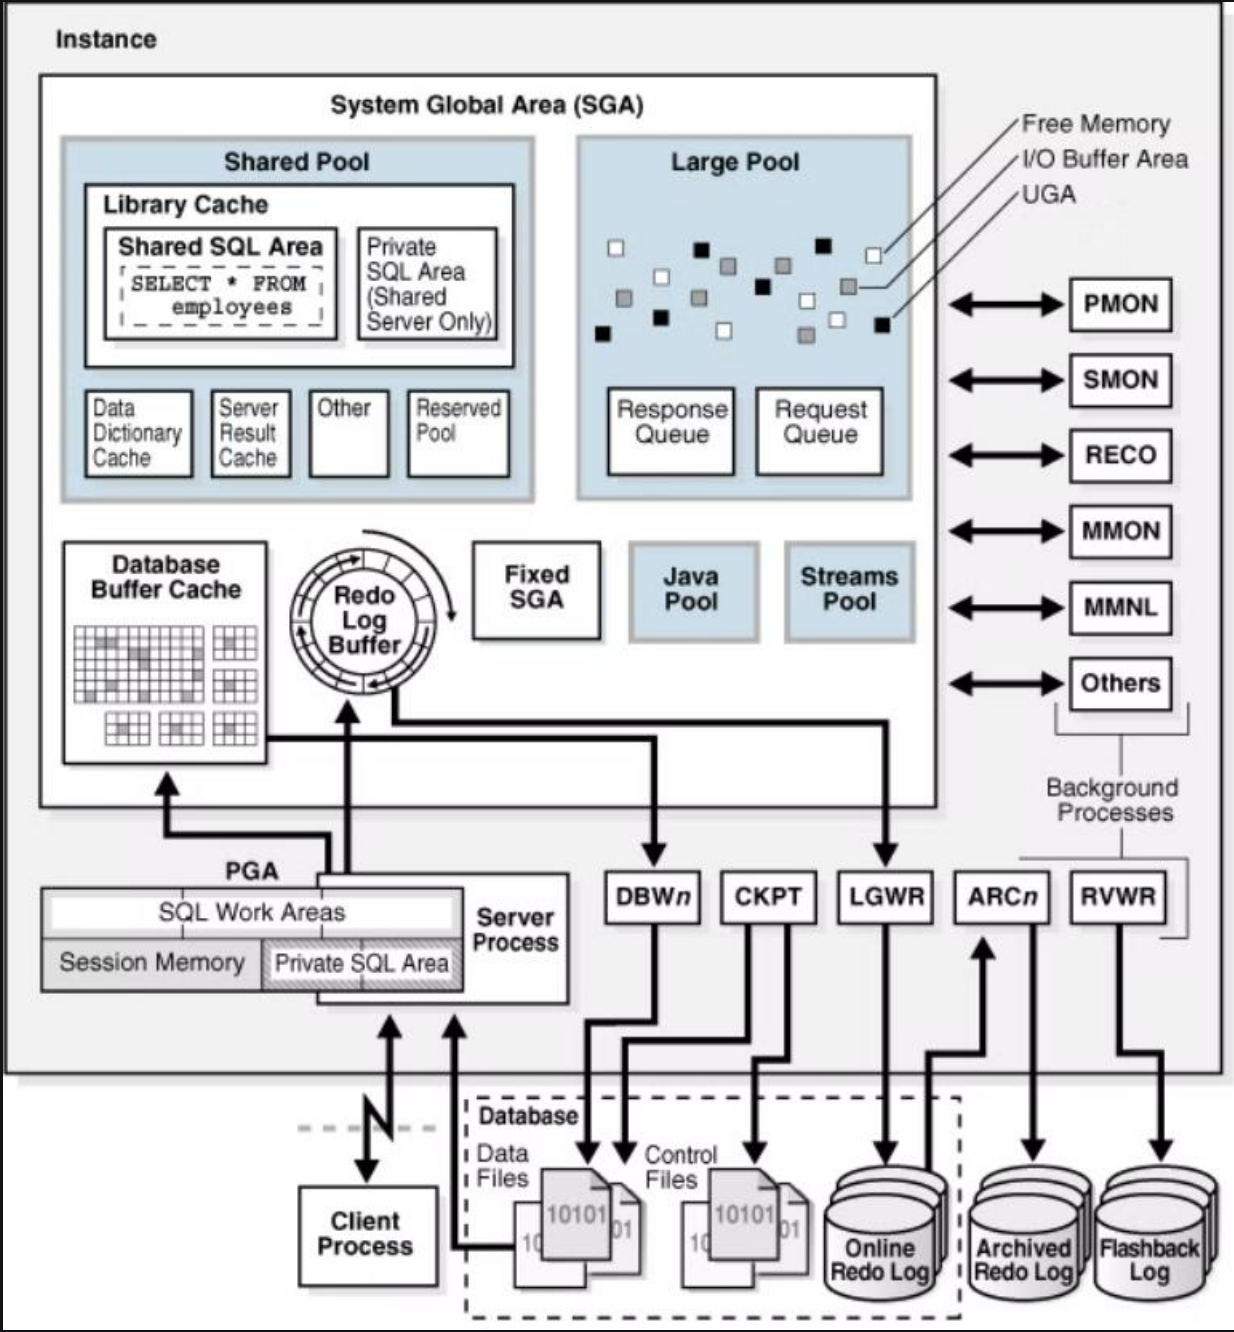 Instance
System Global Area (SGA)
Shared Pool
Library Cache
Shared SQL Area
SELECT * FROM
employees
Private
SQL Area
(Shared
Server Only)
Data
Dictionary
Cache
Server
Result
Cache
Other
Reserved
Pool
Large Pool
Response
Queue
Request
Queue
Free Memory
I/O Buffer Area
UGA
Database
Buffer Cache
Redo
Log
Buffer
Fixed
SGA
Java
Pool
Streams
Pool
PMON
SMON
RECO
MMON
MMNL
Others
Background
Processes
PGA
SQL Work Areas
Session Memory
Private SQL Area
Server
Process
DBWn
CKPT
LGWR
ARCn
RVWR
Client
Process
Database
Data
Files
10101
10
01
Control
Files
10101
10
01
Online
Redo Log
Archived
Redo Log
Flashback
Log